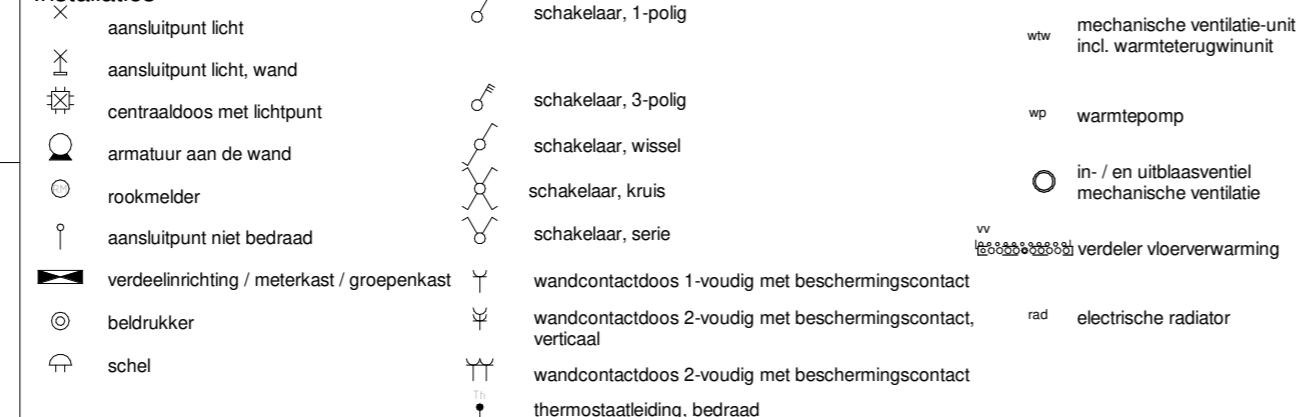 installaties
aansluitpunt licht
aansluitpunt licht, wand
centraaldoos met lichtpunt
armatuur aan de wand
RM
rookmelder
aansluitpunt niet bedraad
verdeelinrichting / meterkast / groepenkast
beldrukker
schel
schakelaar, 1-polig
schakelaar, 3-polig
schakelaar, wissel
schakelaar, kruis
schakelaar, serie
wandcontactdoos 1-voudig met beschermingscontact
wandcontactdoos 2-voudig met beschermingscontact,
verticaal
wandcontactdoos 2-voudig met beschermingscontact
Th
thermostaatleiding, bedraad
wtw
mechanische ventilatie-unit
incl. warmteterugwinunit
wp
warmtepomp
in- / en uitblaasventiel
mechanische ventilatie
vv
verdeler vloerverwarming
rad
electrische radiator